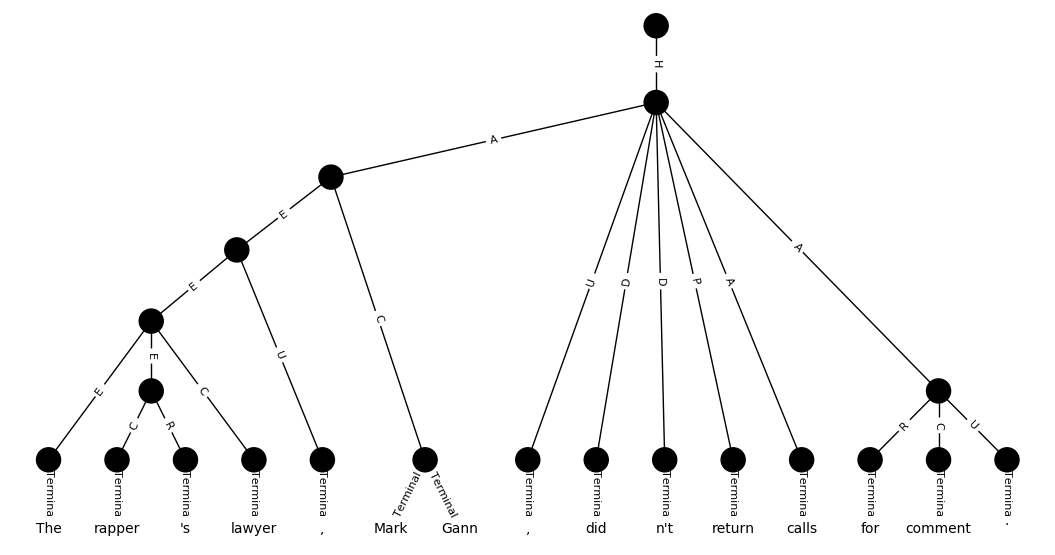 H
A
E
E
E
U
C
E
C
C
R
U
D
D
P
A
A
R
C
U
Termina Termina Termina Termina Termina Terminal Terminal Termina Termina Termina Termina Termina Termina Termina Termina
The rapper 's lawyer , Mark Gann , did n't return calls for comment .